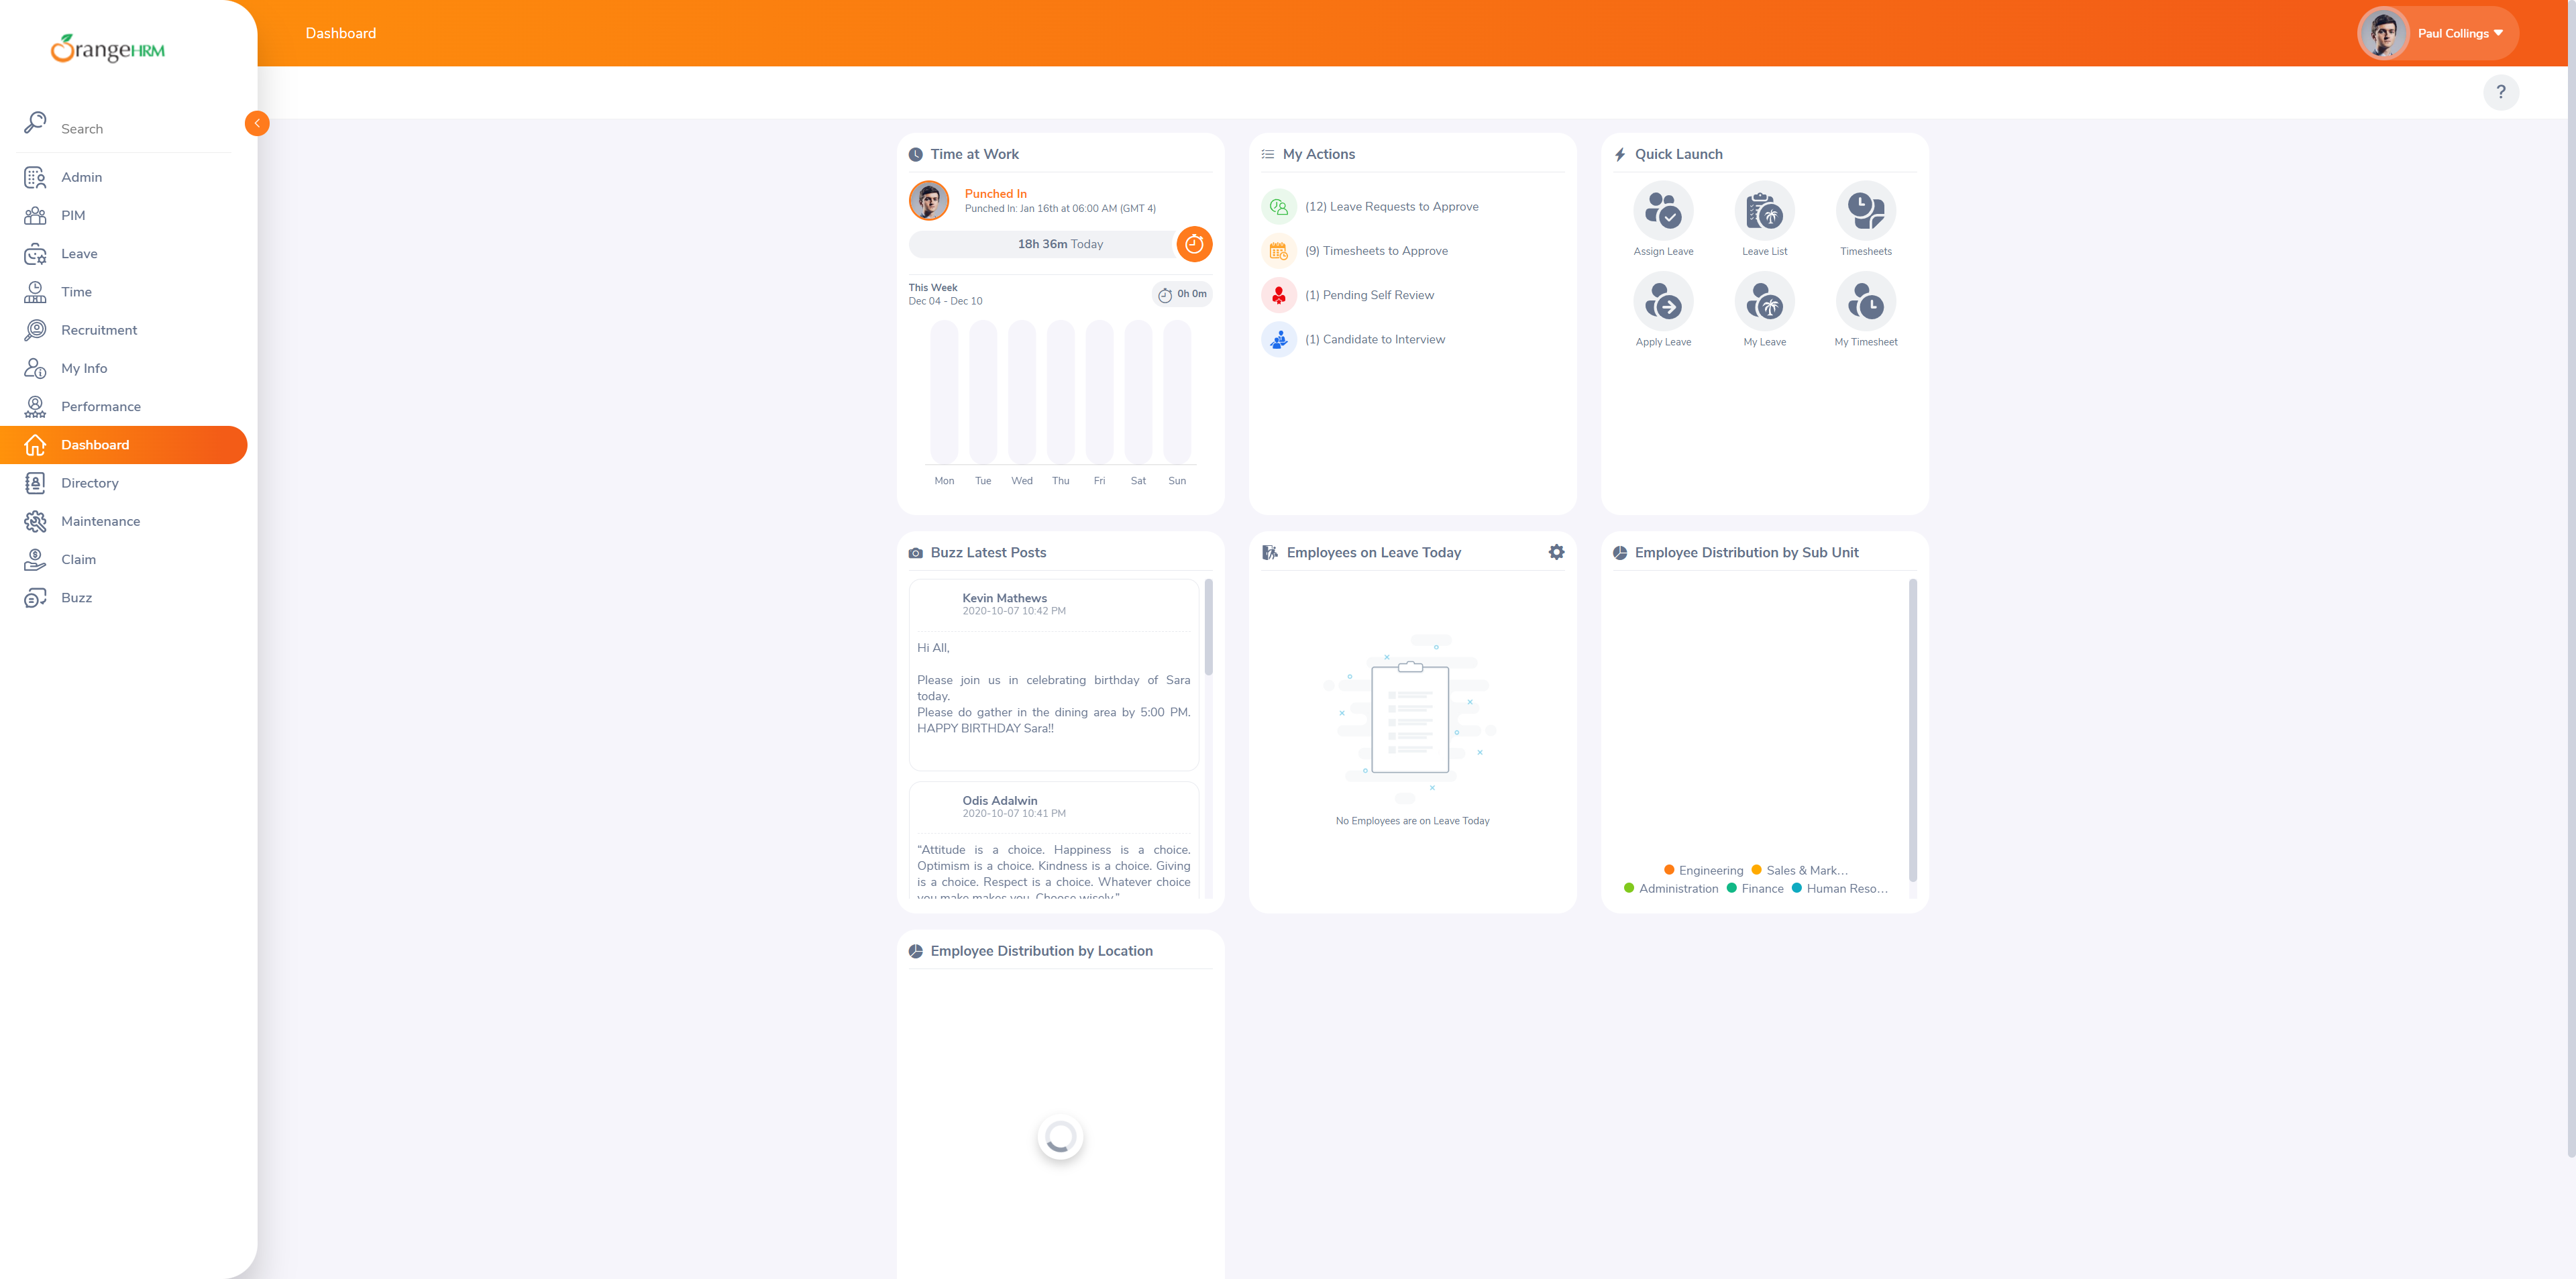 OrangeHRM
Dashboard
Paul Collings
?
Search
Admin
PIM
Leave
Time
Recruitment
My Info
Performance
Dashboard
Directory
Maintenance
Claim
Buzz
Time at Work
Punched In
Punched In: Jan 16th at 06:00 AM (GMT 4)
18h 36m Today
This Week
Dec 04 - Dec 10
0h 0m
Mon Tue Wed Thu Fri Sat Sun
My Actions
(12) Leave Requests to Approve
(9) Timesheets to Approve
(1) Pending Self Review
(1) Candidate to Interview
Quick Launch
Assign Leave Leave List Timesheets
Apply Leave My Leave My Timesheet
Buzz Latest Posts
Kevin Mathews
2020-10-07 10:42 PM
Hi All,
Please join us in celebrating birthday of Sara
today.
Please do gather in the dining area by 5:00 PM.
HAPPY BIRTHDAY Sara!!
Odis Adalwin
2020-10-07 10:41 PM
“Attitude is a choice. Happiness is a choice.
Optimism is a choice. Kindness is a choice. Giving
is a choice. Respect is a choice. Whatever choice
you make makes you. Choose wisely.”
Employees on Leave Today
No Employees are on Leave Today
Employee Distribution by Sub Unit
Engineering Sales & Mark…
Administration Finance Human Reso…
Employee Distribution by Location